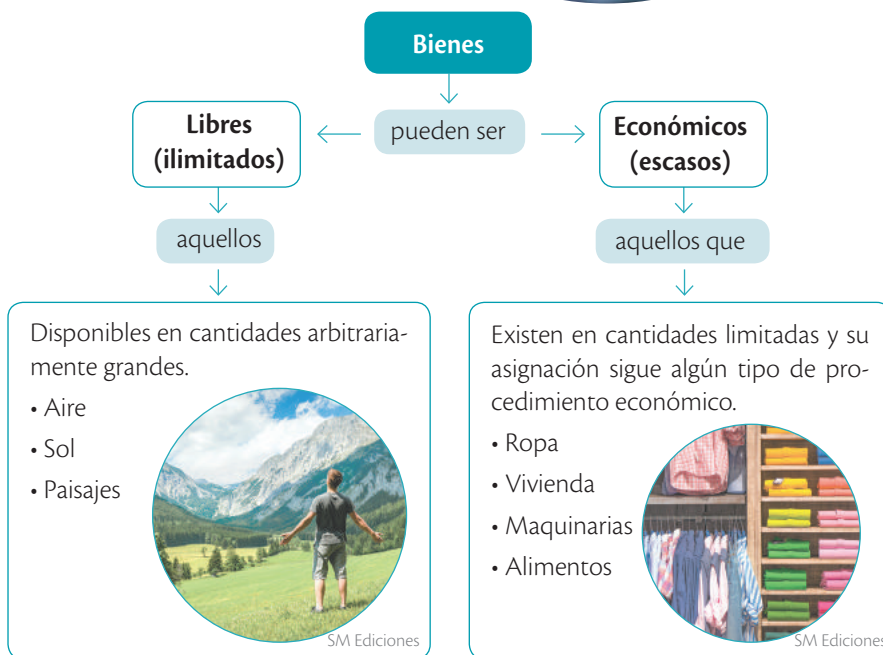 Bienes
pueden ser
Libres
(ilimitados)
Económicos
(escasos)
aquellos
aquellos que
Disponibles en cantidades arbitraria-
mente grandes.
• Aire
• Sol
• Paisajes
SM Ediciones
Existen en cantidades limitadas y su
asignación sigue algún tipo de pro-
cedimiento económico.
• Ropa
• Vivienda
• Maquinarias
• Alimentos
SM Ediciones